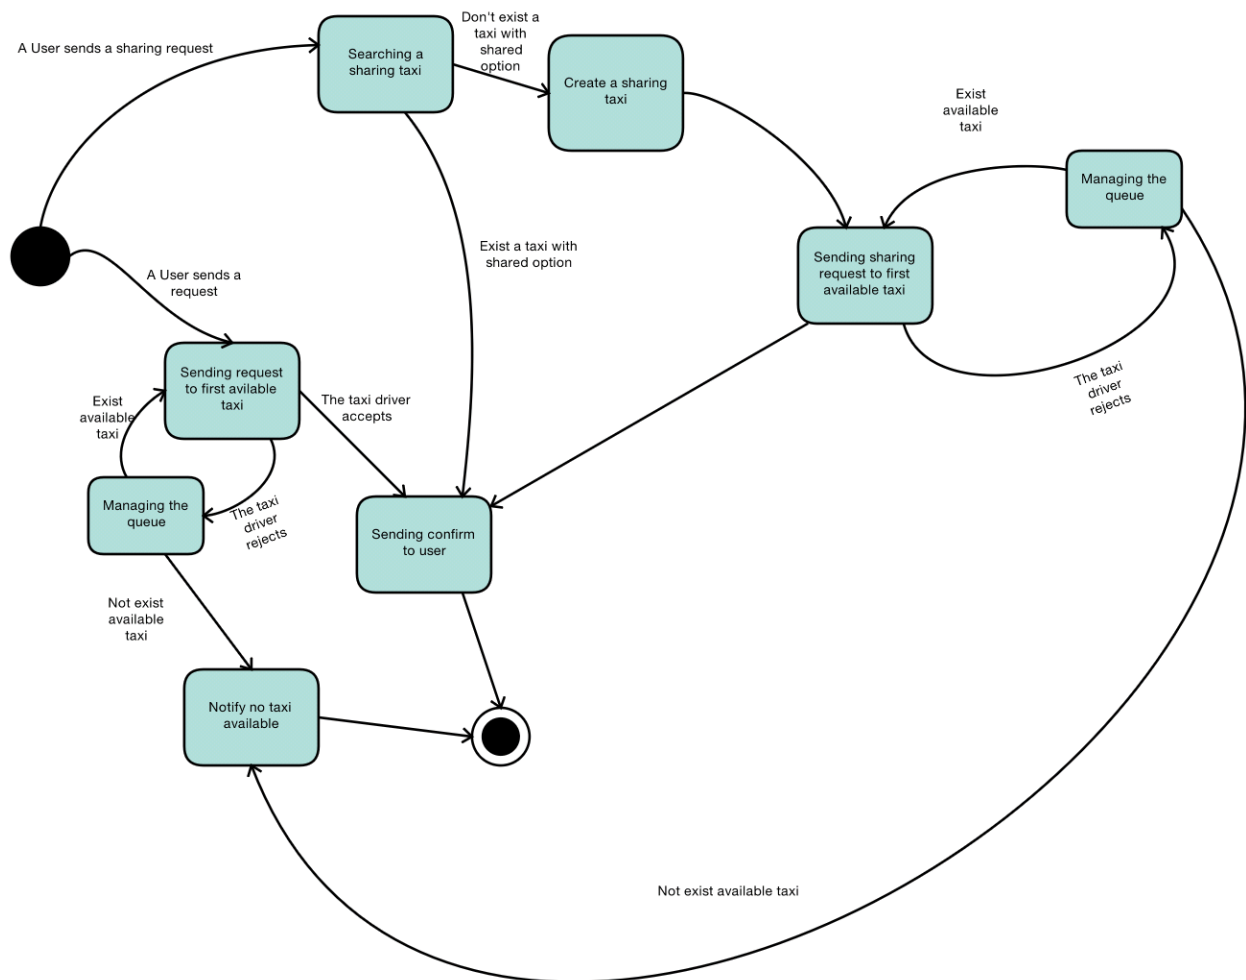 A User sends a sharing request
Searching a
sharing taxi
Don't exist a
taxi with
shared
option
Create a sharing
taxi
Exist
available
taxi
Managing the
queue
Exist a taxi with
shared option
Sending sharing
request to first
available taxi
A User sends a
request
Sending request
to first avilable
taxi
The taxi driver
accepts
The taxi
driver
rejects
Exist
available
taxi
Managing the
queue
The taxi
driver
rejects
Sending confirm
to user
Not exist
available
taxi
Notify no taxi
available
Not exist available taxi